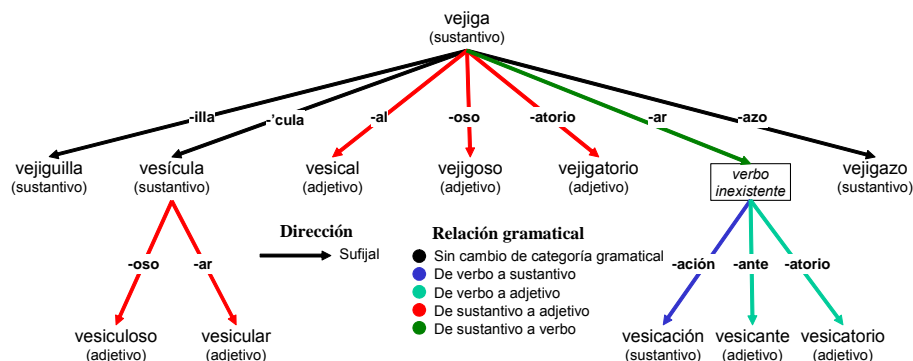 vejiga
(sustantivo)
-illa
-'cula
-al
-oso
-atorio
-ar
-azo
vejiguilla
(sustantivo)
vesícula
(sustantivo)
vesical
(adjetivo)
vejigoso
(adjetivo)
vejigatorio
(adjetivo)
verbo
inexistente
vejigazo
(sustantivo)
-oso
-ar
Dirección
Sufijal
Relación gramatical
Sin cambio de categoría gramatical
De verbo a sustantivo
De verbo a adjetivo
De sustantivo a adjetivo
De sustantivo a verbo
-ación
-ante
-atorio
vesiculoso
(adjetivo)
vesicular
(adjetivo)
vesicación
(sustantivo)
vesicante
(adjetivo)
vesicatorio
(adjetivo)